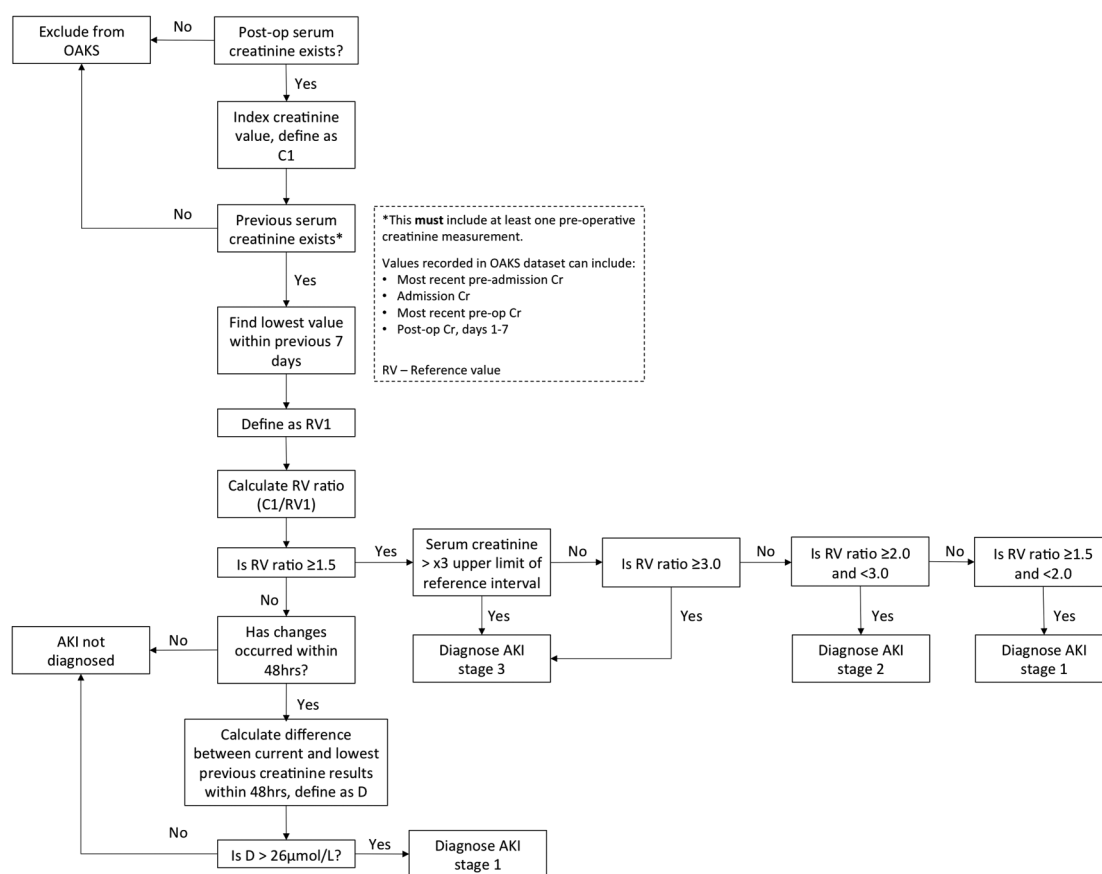 Exclude from
OAKS
No
Post-op serum
creatinine exists?
Yes
Index creatinine
value, define as
C1
No
Previous serum
creatinine exists*
Yes
*This must include at least one pre-operative
creatinine measurement.
Values recorded in OAKS dataset can include:
• Most recent pre-admission Cr
• Admission Cr
• Most recent pre-op Cr
• Post-op Cr, days 1-7
RV – Reference value
Find lowest value
within previous 7
days
Define as RV1
Calculate RV ratio
(C1/RV1)
Is RV ratio ≥1.5
Yes
Serum creatinine
> x3 upper limit of
reference interval
No
Is RV ratio ≥3.0
No
Is RV ratio ≥2.0
and <3.0
No
Is RV ratio ≥1.5
and <2.0
No
Yes
Yes
Yes
Yes
Diagnose AKI
stage 3
Diagnose AKI
stage 2
Diagnose AKI
stage 1
AKI not
diagnosed
No
Has changes
occurred within
48hrs?
Yes
Calculate difference
between current and lowest
previous creatinine results
within 48hrs, define as D
No
Is D > 26μmol/L?
Yes
Diagnose AKI
stage 1